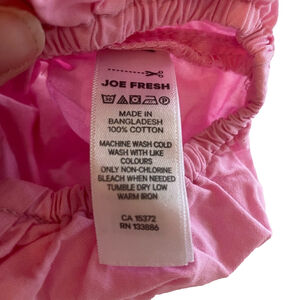 JOE FRESH
MADE IN
BANGLADESH
100% COTTON
MACHINE WASH COLD
WASH WITH LIKE
COLOURS
ONLY NON-CHLORINE
BLEACH WHEN NEEDED
TUMBLE DRY LOW
WARM IRON
CA 15372
RN 133886